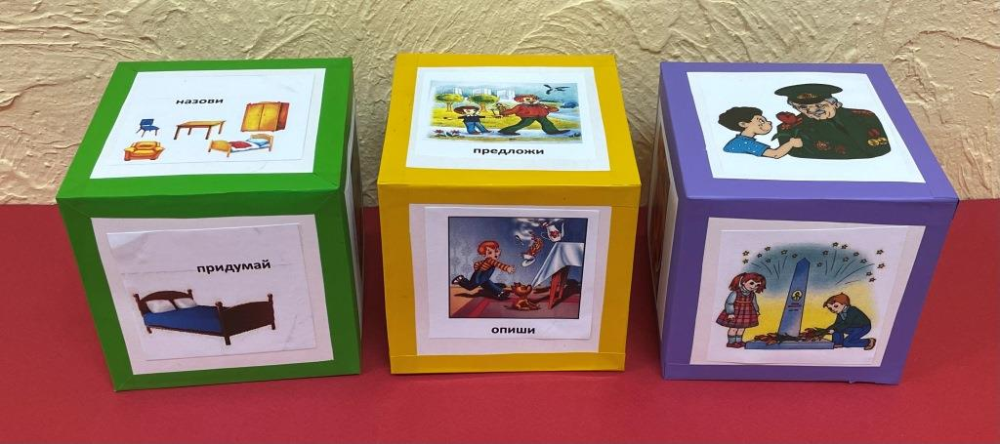 назови
придумай
предложи
опиши